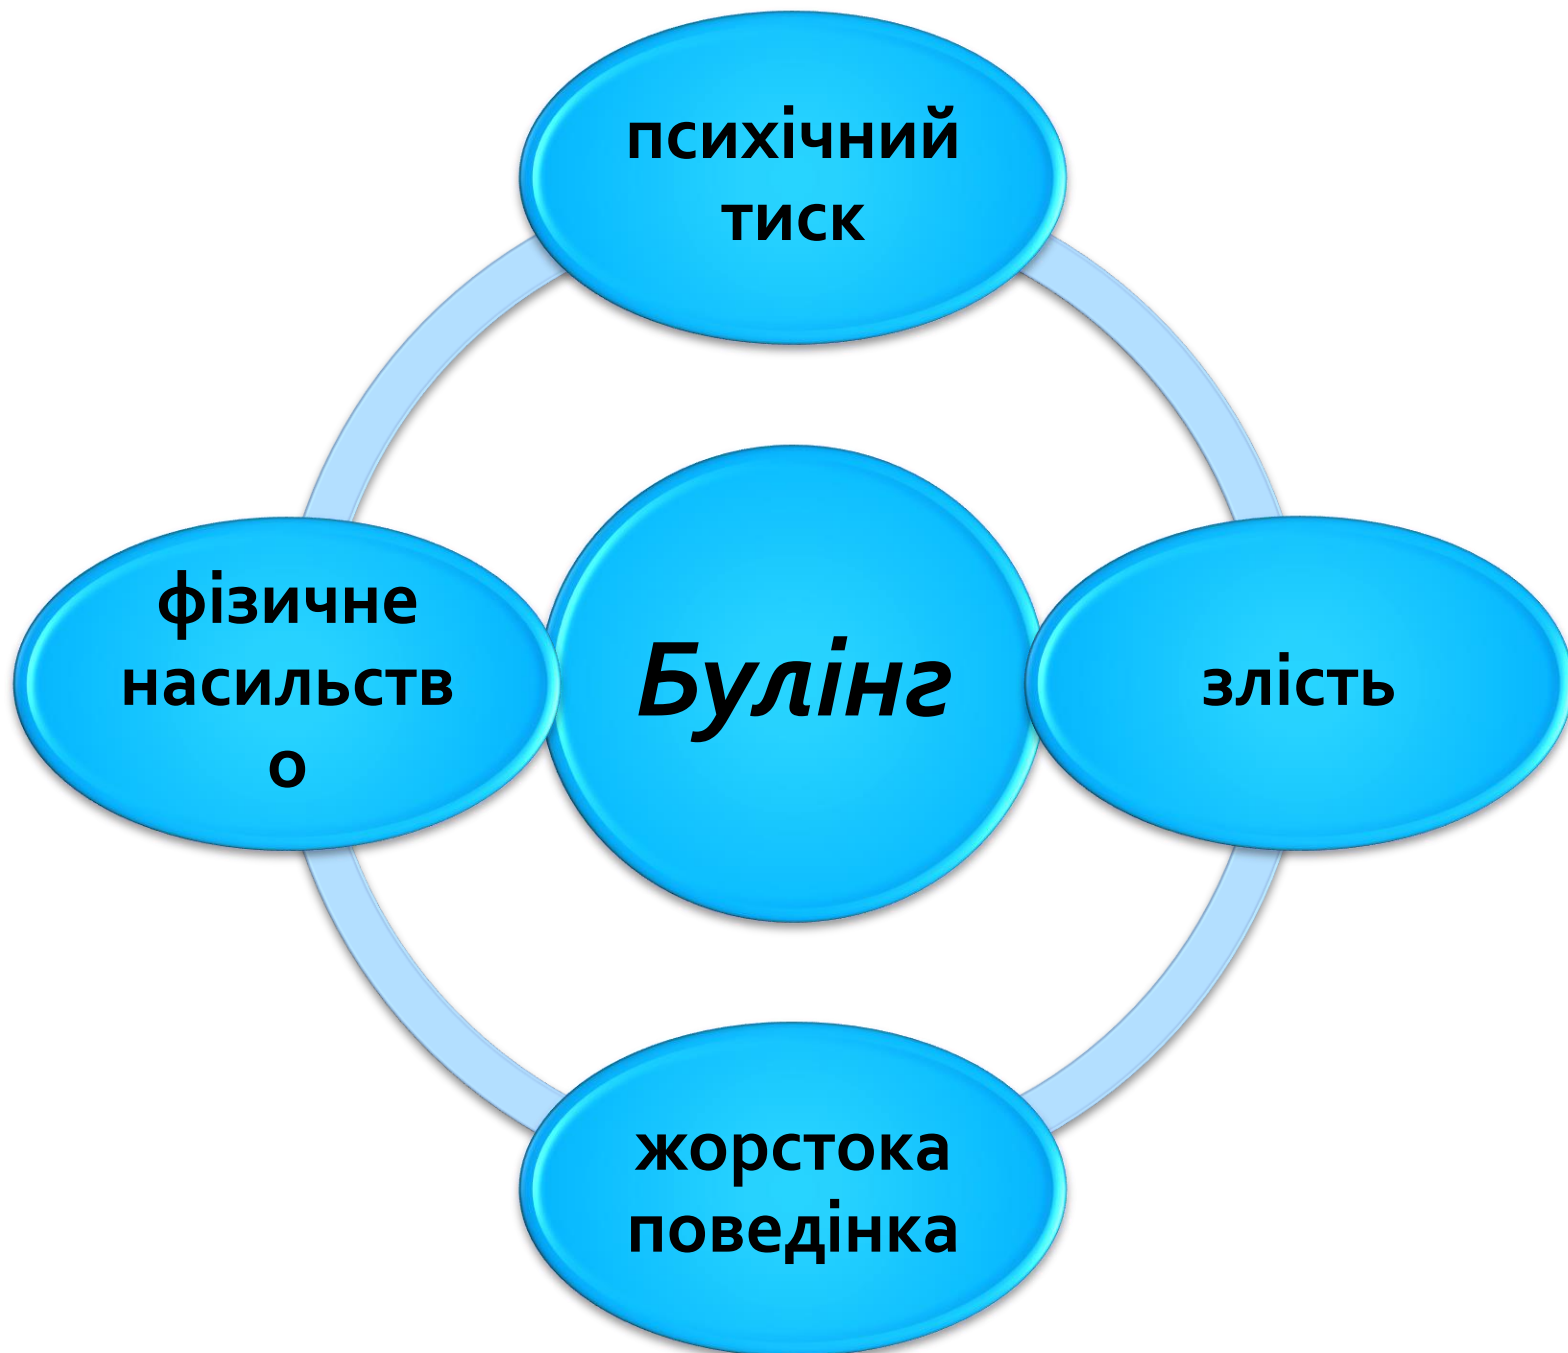 психічний
тиск
фізичне
насильств
о
Булінг
злість
жорстока
поведінка